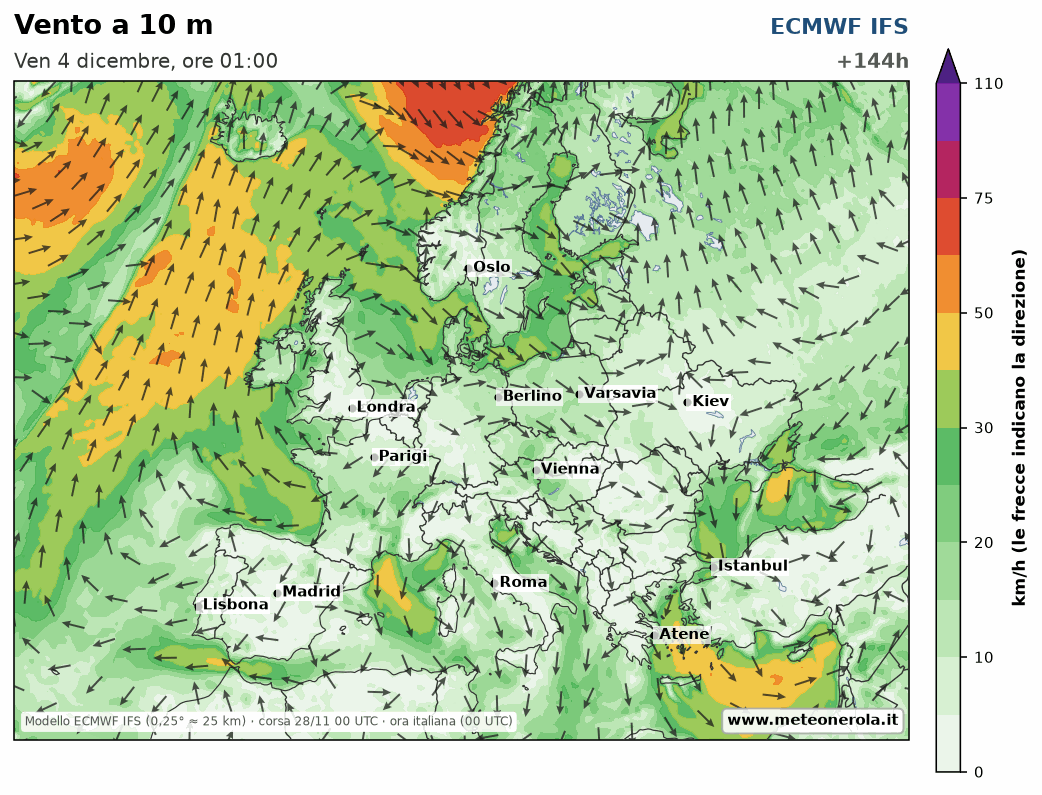 Vento a 10 m
ECMWF IFS
Ven 4 dicembre, ore 01:00
+144h
Oslo
Londra
Berlino
Varsavia
Kiev
Parigi
Vienna
Istanbul
Roma
Madrid
Lisbona
Atene
Modello ECMWF IFS (0,25° ≈ 25 km) · corsa 28/11 00 UTC · ora italiana (00 UTC)
www.meteonerola.it
110
75
50
30
20
10
0
km/h (le frecce indicano la direzione)